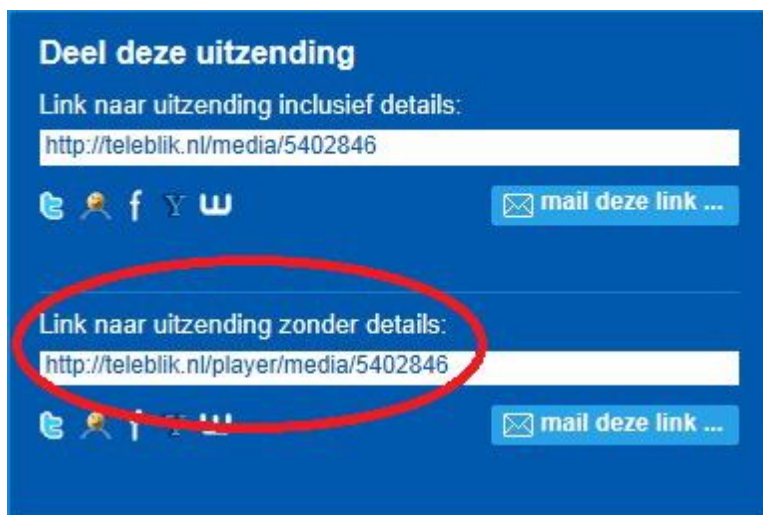 Deel deze uitzending
Link naar uitzending inclusief details:
http://teleblik.nl/media/5402846
mail deze link ...
Link naar uitzending zonder details:
http://teleblik.nl/player/media/5402846
mail deze link ...